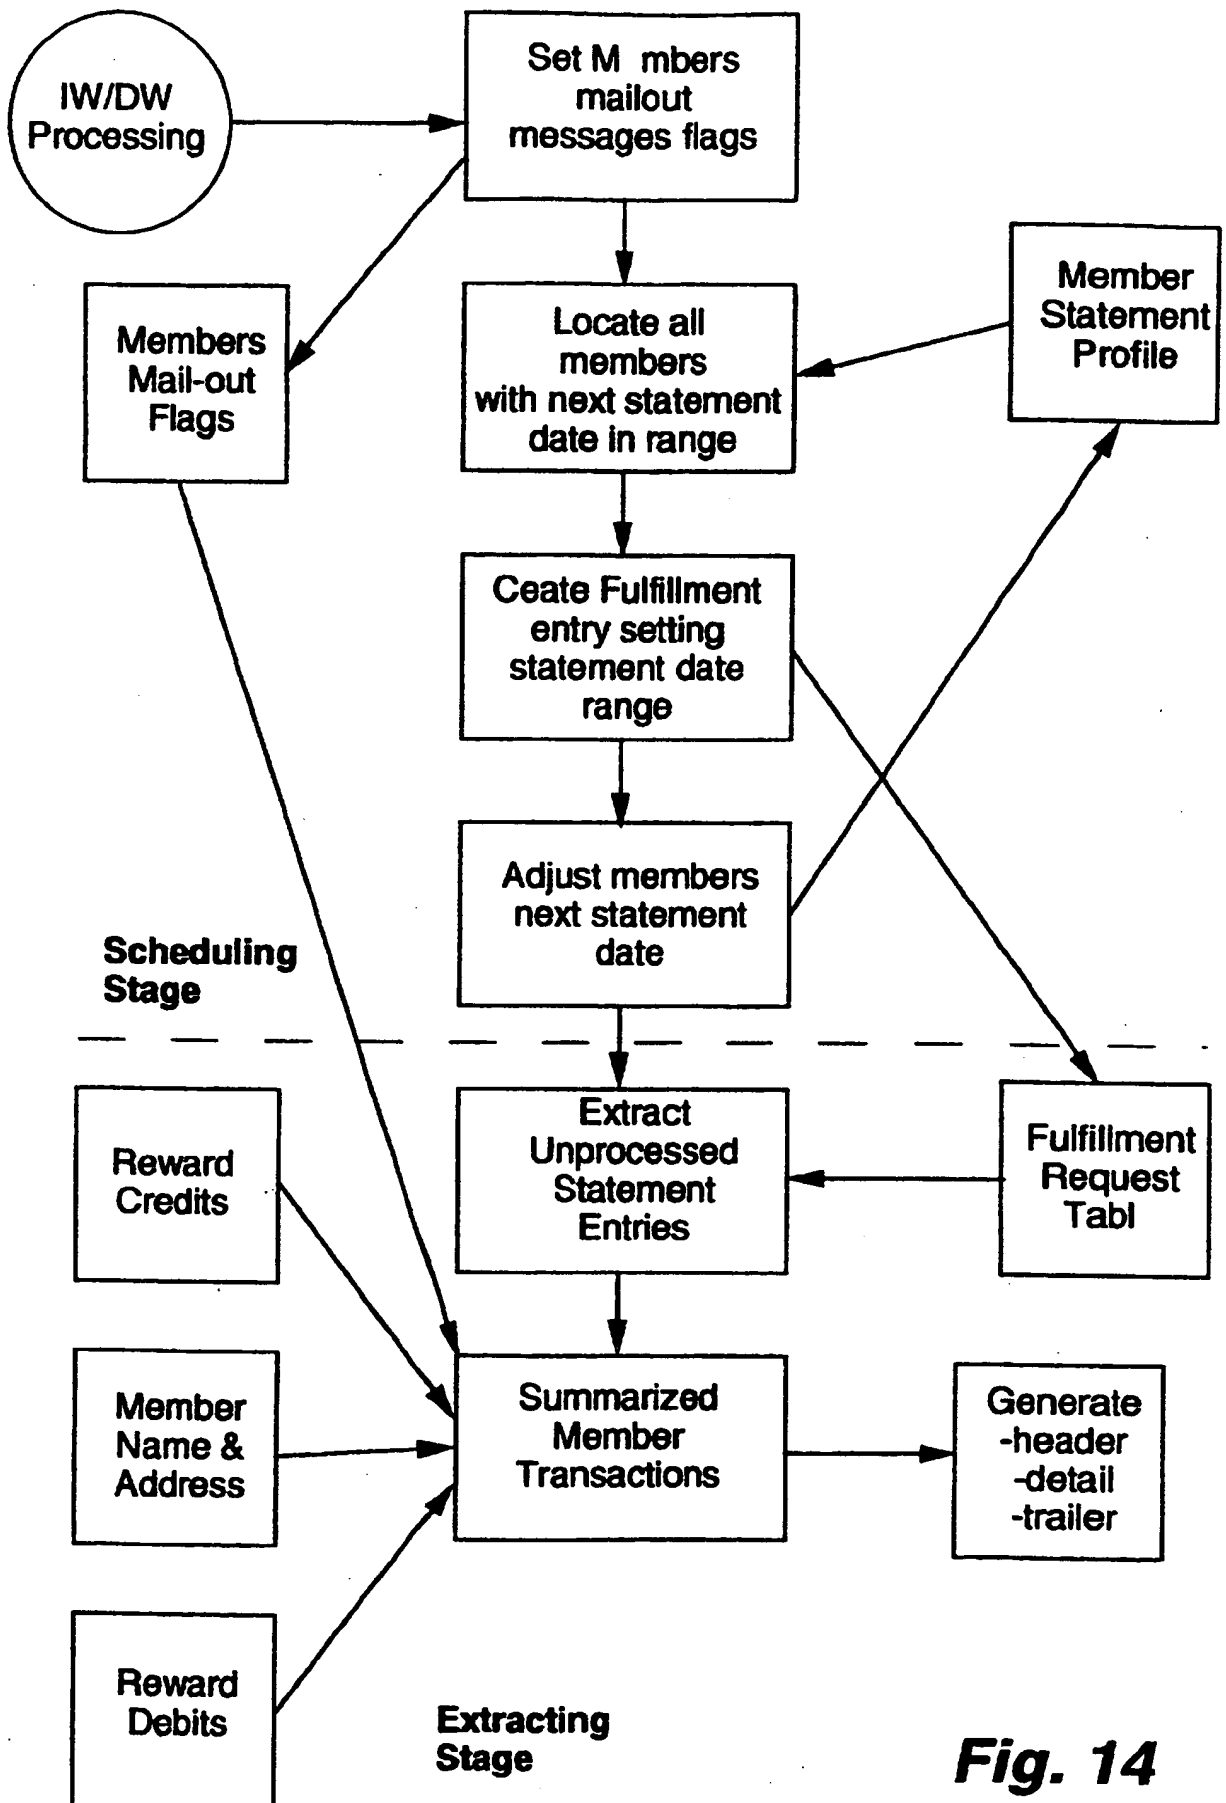 IW/DW
Processing
Set M mbers
mailout
messages flags
Members
Mail-out
Flags
Locate all
members
with next statement
date in range
Member
Statement
Profile
Ceate Fulfillment
entry setting
statement date
range
Adjust members
next statement
date
Scheduling
Stage
Reward
Credits
Extract
Unprocessed
Statement
Entries
Fulfillment
Request
Tabl
Member
Name &
Address
Summarized
Member
Transactions
Generate
-header
-detail
-trailer
Reward
Debits
Extracting
Stage
Fig. 14